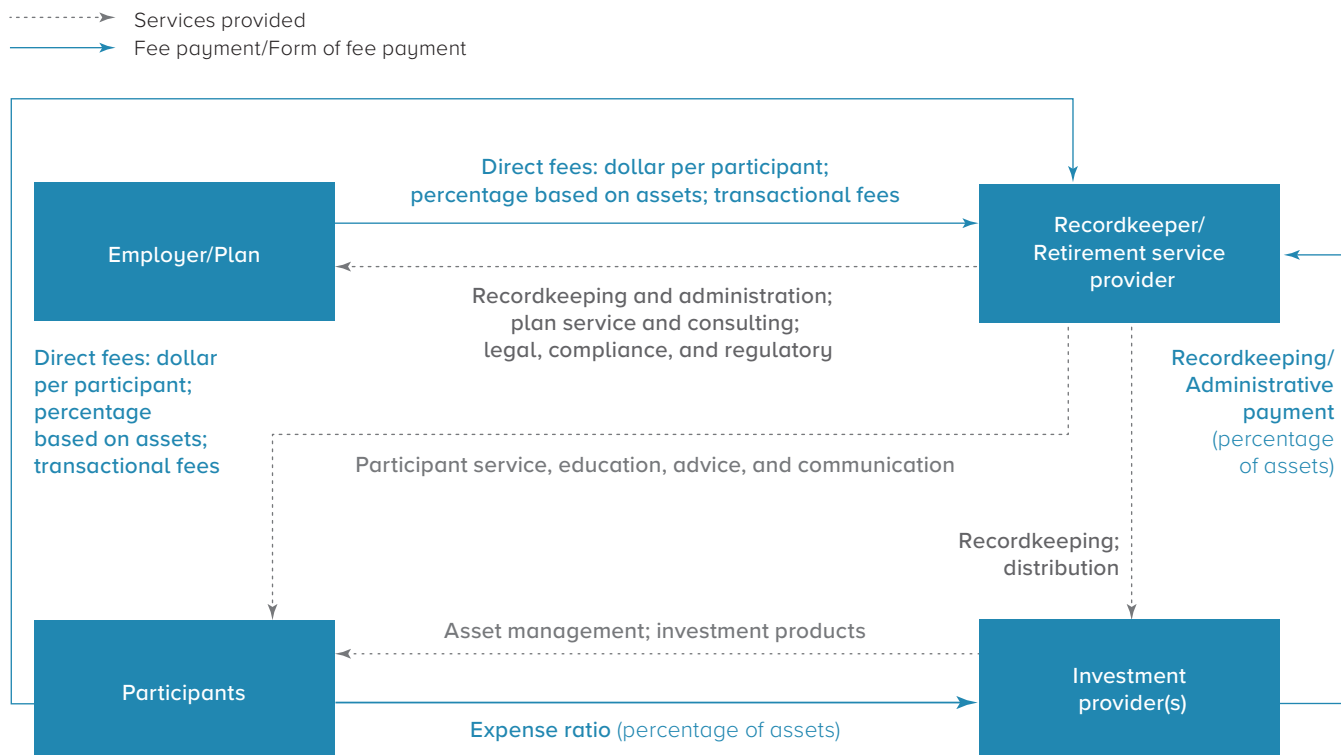 Services provided
Fee payment/Form of fee payment
Direct fees: dollar per participant;
percentage based on assets; transactional fees
Employer/Plan
Recordkeeper/
Retirement service
provider
Recordkeeping and administration;
plan service and consulting;
legal, compliance, and regulatory
Direct fees: dollar
per participant;
percentage
based on assets;
transactional fees
Recordkeeping/
Administrative
payment
(percentage
of assets)
Participant service, education, advice, and communication
Recordkeeping;
distribution
Asset management; investment products
Participants
Investment
provider(s)
Expense ratio (percentage of assets)